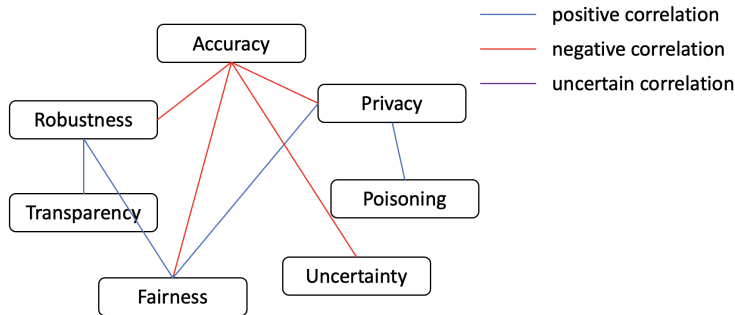 positive correlation
Accuracy
negative correlation
uncertain correlation
Privacy
Robustness
Poisoning
Transparency
Uncertainty
Fairness